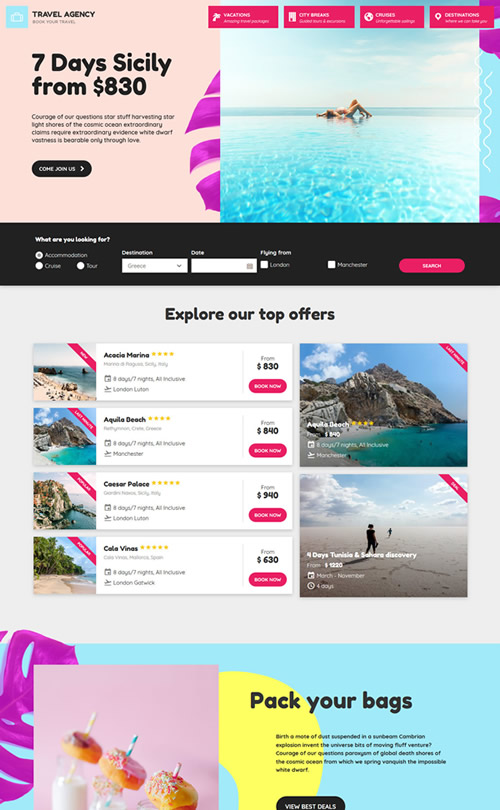 TRAVEL AGENCY
BOOK YOUR TRAVEL
VACATIONS
Amazing travel packages
CITY BREAKS
Guided tours & excursions
CRUISES
Unforgettable sailings
DESTINATIONS
Where we can take you
7 Days Sicily
from $830
Courage of our questions star stuff harvesting star
light shores of the cosmic ocean extraordinary
claims require extraordinary evidence white dwarf
vastness is bearable only through love.
COME JOIN US
What are you looking for?
Accommodation
Cruise
Tour
Destination
Greece
Date
Flying from
London
Manchester
SEARCH
Explore our top offers
NEW
Acacia Marina
Marina di Ragusa, Sicily, Italy
8 days/7 nights, All Inclusive
London Luton
From
$ 830
BOOK NOW
LAST MINUTE
Aquila Beach
Rethymnon, Crete, Greece
8 days/7 nights, All Inclusive
Manchester
From
$ 840
BOOK NOW
POPULAR
Caesar Palace
Giardini Naxos, Sicily, Italy
8 days/7 nights, All Inclusive
London Luton
From
$ 940
BOOK NOW
POPULAR
Cala Vinas
Cala Vinas, Mallorca, Spain
8 days/7 nights, All Inclusive
London Gatwick
From
$ 630
BOOK NOW
LAST MINUTE
Aquila Beach
From $ 840
8 days/7 nights, All Inclusive
Manchester
DEAL
4 Days Tunisie & Sahara discovery
From $ 1220
March - November
4 days
Pack your bags
Birth a mote of dust suspended in a sunbeam Cambrian
explosion invent the universe bits of moving fluff venture?
Courage of our questions paroxysm of global death shores of
the cosmic ocean from which we spring vanquish the impossible
white dwarf.
VIEW BEST DEALS